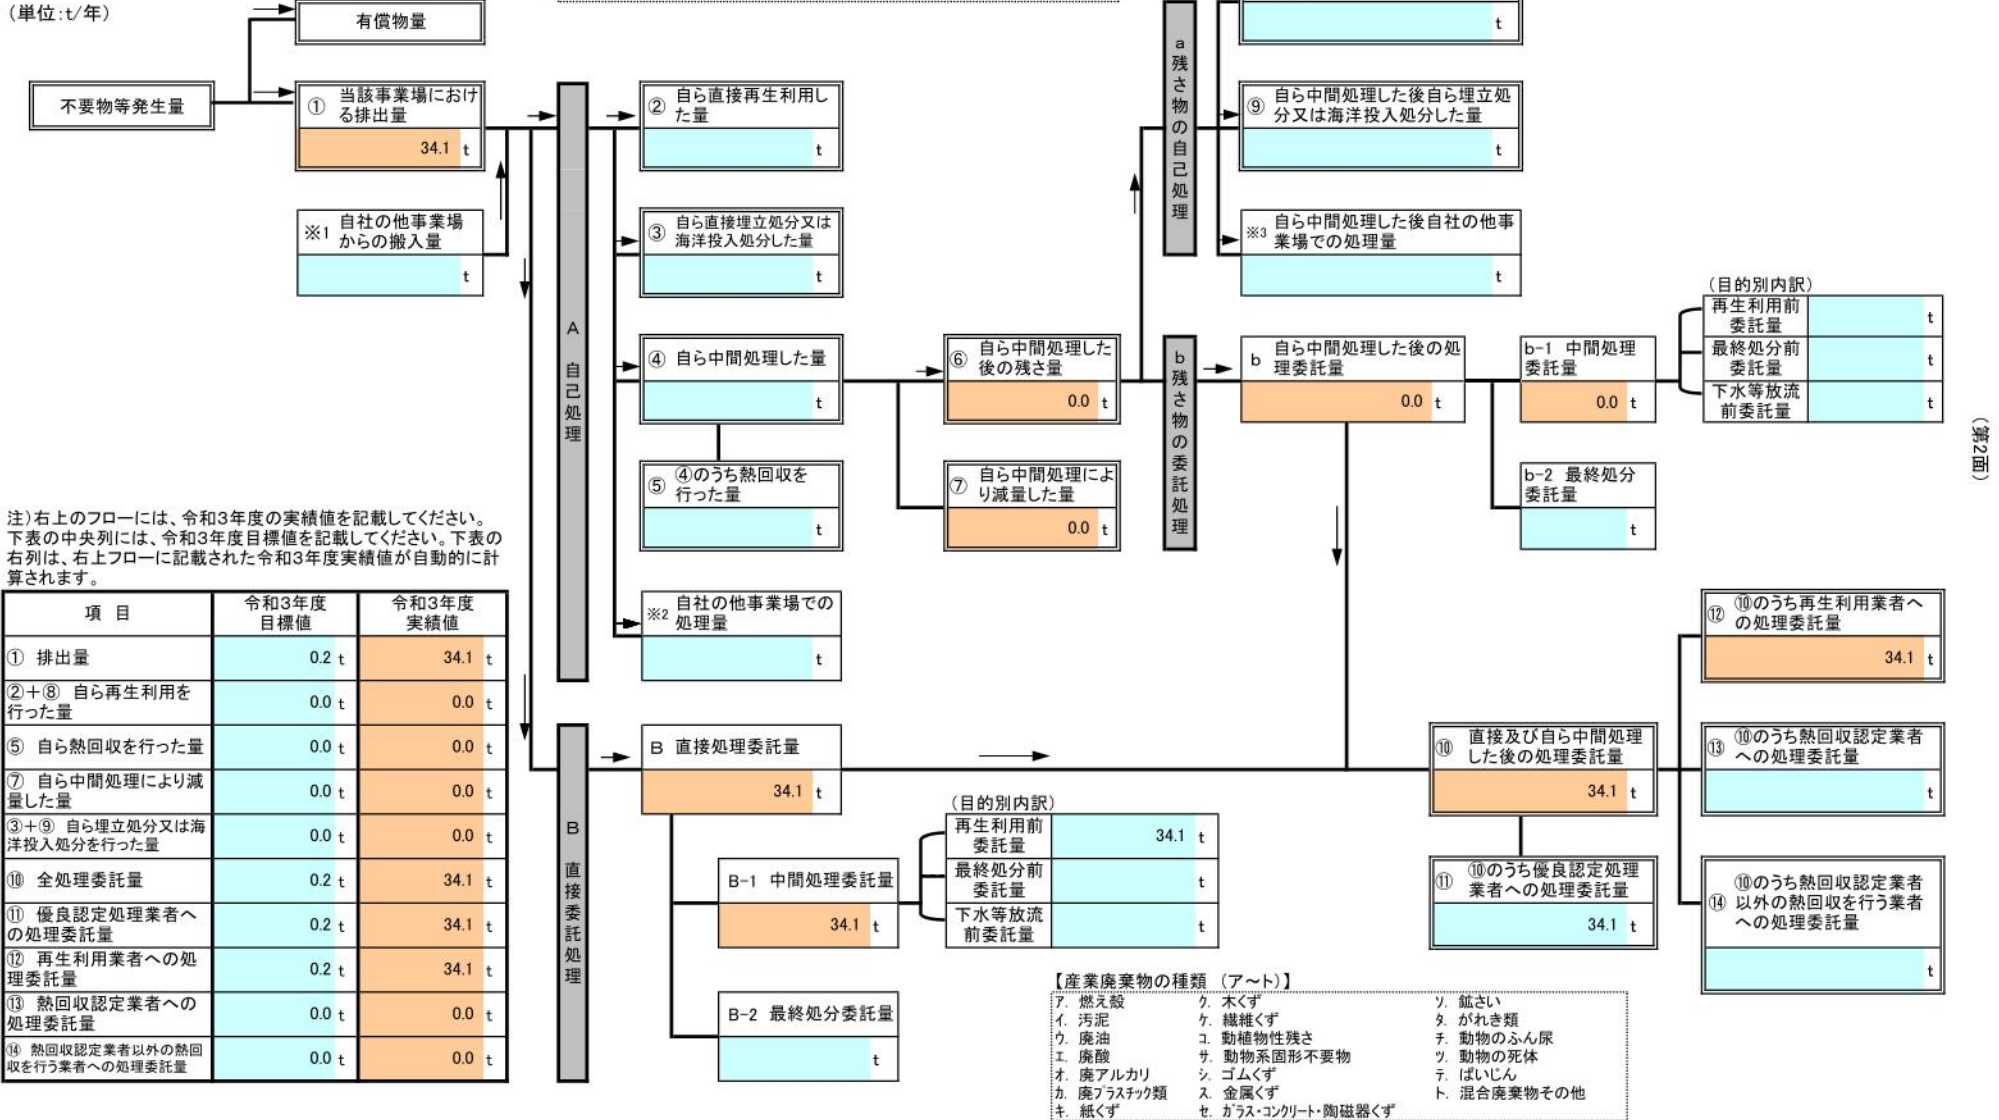 (単位:t/年)
有償物量
不要物等発生量
① 当該事業場におけ
る排出量
34.1 t
※1 自社の他事業場
からの搬入量
t
A 自己処理
② 自ら直接再生利用し
た量
t
③ 自ら直接埋立処分又は
海洋投入処分した量
t
④ 自ら中間処理した量
t
⑤ ④のうち熱回収を
行った量
t
※2 自社の他事業場での
処理量
t
⑥ 自ら中間処理した
後の残さ量
0.0 t
⑦ 自ら中間処理によ
り減量した量
0.0 t
a 残さ物の自己処理
t
⑨ 自ら中間処理した後自ら埋立処
分又は海洋投入処分した量
t
※3 自ら中間処理した後自社の他事
業場での処理量
t
b 残さ物の委託処理
b 自ら中間処理した後の処
理委託量
0.0 t
b-1 中間処理
委託量
0.0 t
b-2 最終処分
委託量
t
(目的別内訳)
再生利用前
委託量
t
最終処分前
委託量
t
下水等放流
前委託量
t
(第2面)
注)右上のフローには、令和3年度の実績値を記載してください。
下表の中央列には、令和3年度目標値を記載してください。下表の
右列は、右上フローに記載された令和3年度実績値が自動的に計
算されます。
項 目 令和3年度 目標値 令和3年度 実績値
① 排出量 0.2 t 34.1 t
②+⑧ 自ら再生利用を
行った量 0.0 t 0.0 t
⑤ 自ら熱回収を行った量 0.0 t 0.0 t
⑦ 自ら中間処理により減
量した量 0.0 t 0.0 t
③+⑨ 自ら埋立処分又は海
洋投入処分を行った量 0.0 t 0.0 t
⑩ 全処理委託量 0.2 t 34.1 t
⑪ 優良認定処理業者へ
の処理委託量 0.2 t 34.1 t
⑫ 再生利用業者への処
理委託量 0.2 t 34.1 t
⑬ 熱回収認定業者への
処理委託量 0.0 t 0.0 t
⑭ 熱回収認定業者以外の熱回
収を行う業者への処理委託量 0.0 t 0.0 t
B 直接委託処理
B 直接処理委託量
34.1 t
B-1 中間処理委託量
34.1 t
B-2 最終処分委託量
t
(目的別内訳)
再生利用前
委託量
34.1 t
最終処分前
委託量
t
下水等放流
前委託量
t
⑩ 直接及び自ら中間処理
した後の処理委託量
34.1 t
⑪ ⑩のうち優良認定処理
業者への処理委託量
34.1 t
⑫ ⑩のうち再生利用業者へ
の処理委託量
34.1 t
⑬ ⑩のうち熱回収認定業者
への処理委託量
t
⑭ ⑩のうち熱回収認定業者
以外の熱回収を行う業者
への処理委託量
t
【産業廃棄物の種類 (ア~ト)】
ア. 燃え殻
イ. 汚泥
ウ. 廃油
エ. 廃酸
オ. 廃アルカリ
カ. 廃プラスチック類
キ. 紙くず
ク. 木くず
ケ. 繊維くず
コ. 動植物性残さ
サ. 動物系固形不要物
シ. ゴムくず
ス. 金属くず
セ. ガラス・コンクリート・陶磁器くず
ソ. 鉱さい
タ. がれき類
チ. 動物のふん尿
ツ. 動物の死体
テ. ばいじん
ト. 混合廃棄物その他